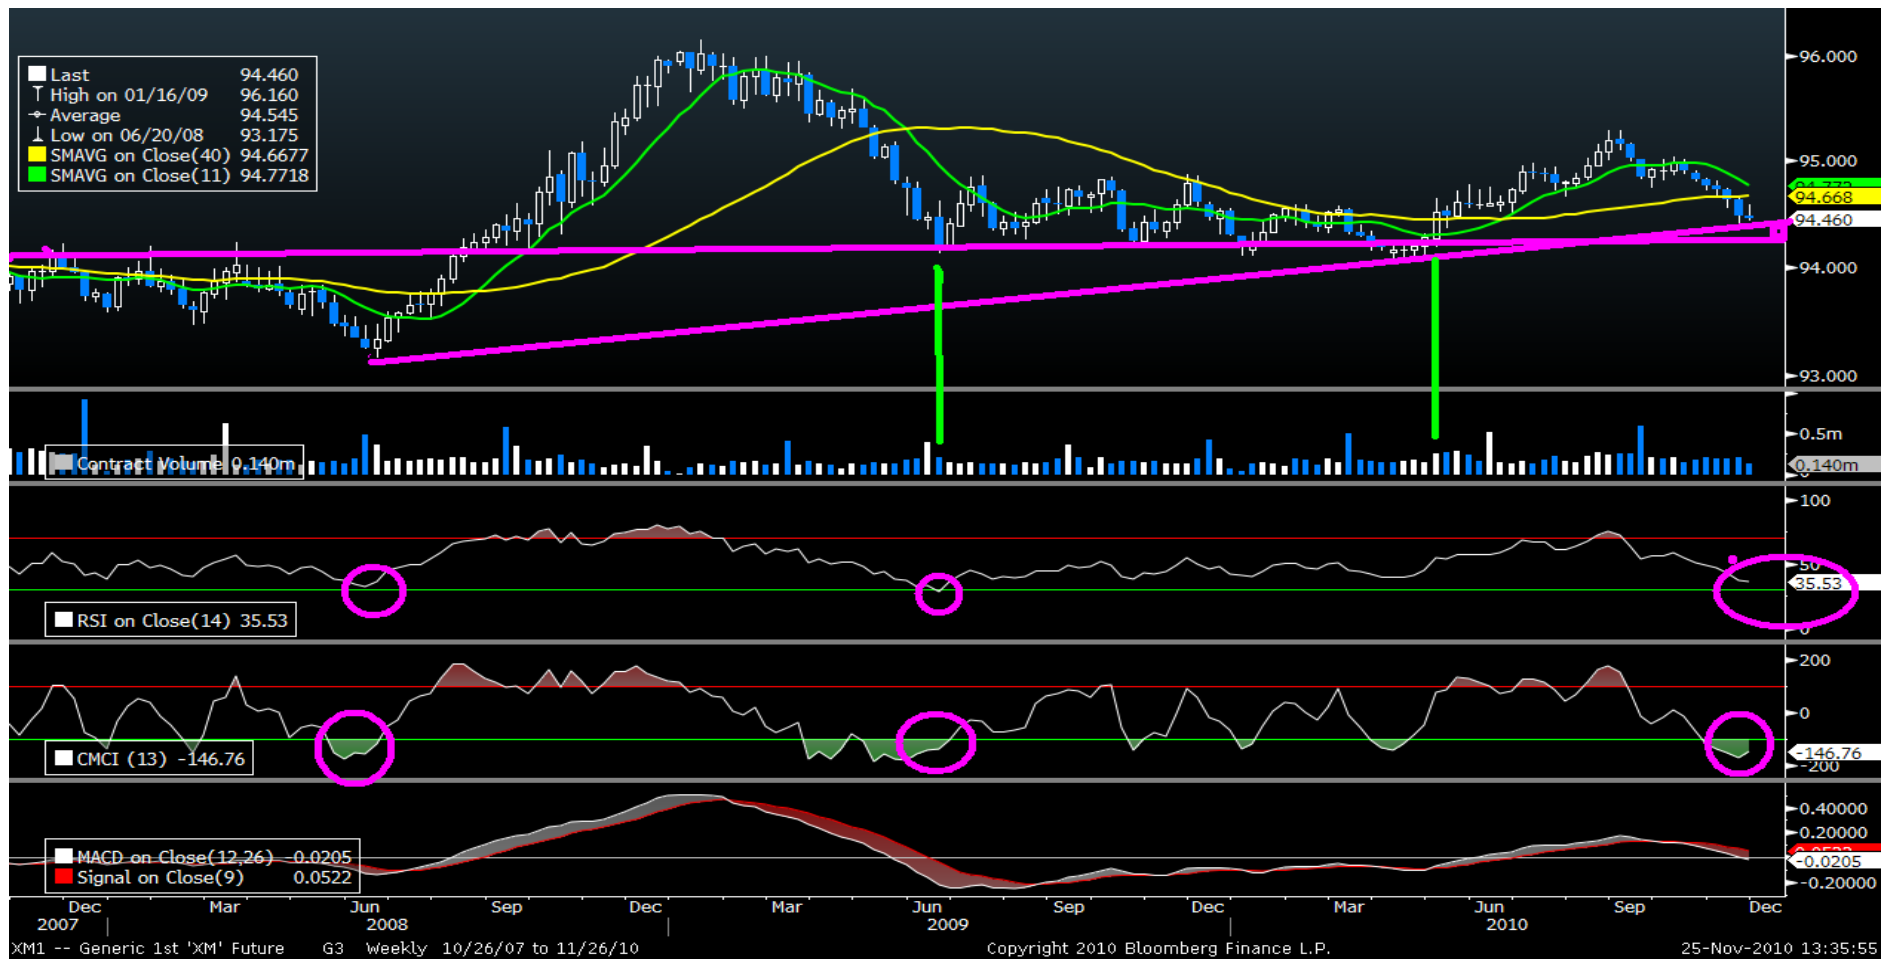 Last 94.460
High on 01/16/09 96.160
Average 94.545
Low on 06/20/08 93.175
SMAVG on Close(40) 94.6677
SMAVG on Close(11) 94.7718
96.000
95.000
94.668
94.460
94.000
93.000
Contract Volume 0.140m
0.5m
0.140m
0
100
50
35.53
0
RSI on Close(14) 35.53
200
0
-146.76
-200
CMCI (13) -146.76
0.40000
0.20000
-0.0205
-0.20000
MACD on Close(12,26) -0.0205
Signal on Close(9) 0.0522
Dec Mar Jun Sep Dec Mar Jun Sep Dec Mar Jun Sep Dec
2007 2008 2009 2010
XM1 -- Generic 1st 'XM' Future G3 Weekly 10/26/07 to 11/26/10 Copyright 2010 Bloomberg Finance L.P. 25-Nov-2010 13:35:55